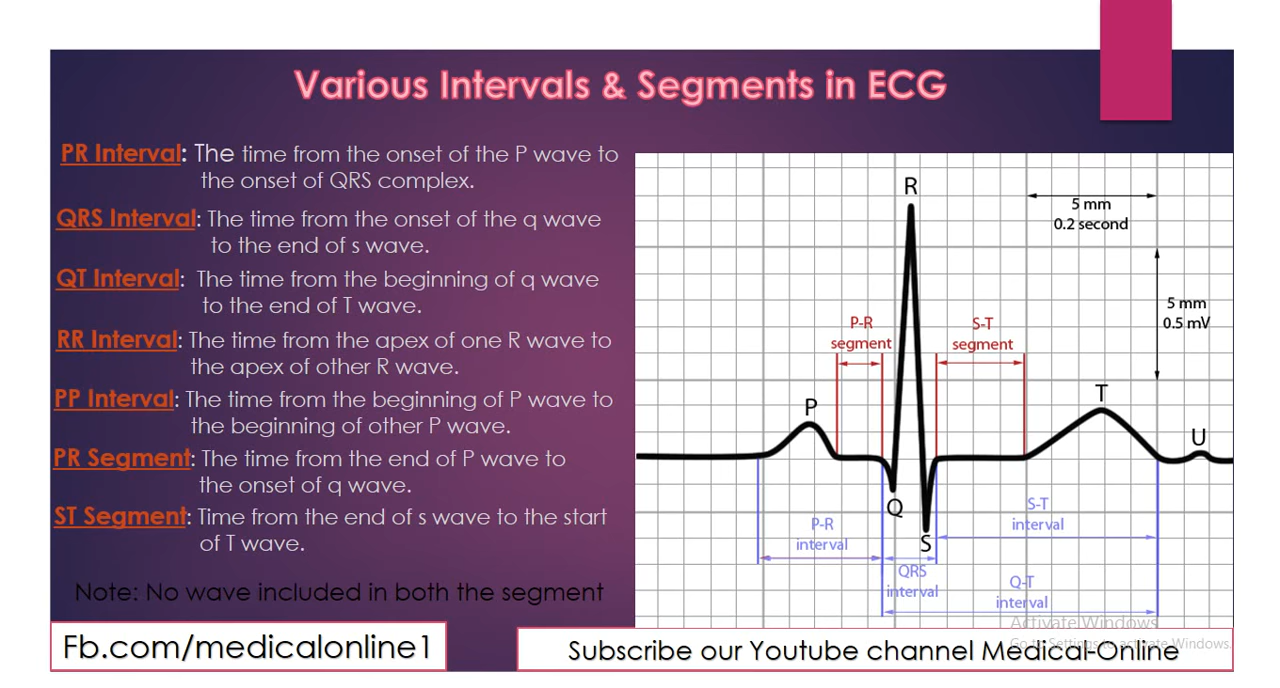 Various Intervals & Segments in ECG
PR Interval: The time from the onset of the P wave to
the onset of QRS complex.
QRS Interval: The time from the onset of the q wave
to the end of s wave.
QT Interval: The time from the beginning of q wave
to the end of T wave.
RR Interval: The time from the apex of one R wave to
the apex of other R wave.
PP Interval: The time from the beginning of P wave to
the beginning of other P wave.
PR Segment: The time from the end of P wave to
the onset of q wave.
ST Segment: Time from the end of s wave to the start
of T wave.
Note: No wave included in both the segment
R
5 mm
0.2 second
5 mm
0.5 mV
P-R
segment
S-T
segment
P
T
U
Q
S
P-R
interval
S-T
interval
QRS
interval
Q-T
interval
Activate Windows
Go to Settings to activate Windows.
Fb.com/medicalonline1
Subscribe our Youtube channel Medical-Online